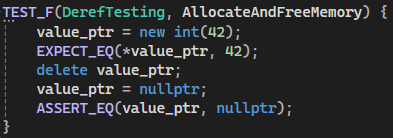 TEST_F(DerefTesting, AllocateAndFreeMemory) {
    value_ptr = new int(42);
    EXPECT_EQ(*value_ptr, 42);
    delete value_ptr;
    value_ptr = nullptr;
    ASSERT_EQ(value_ptr, nullptr);
}